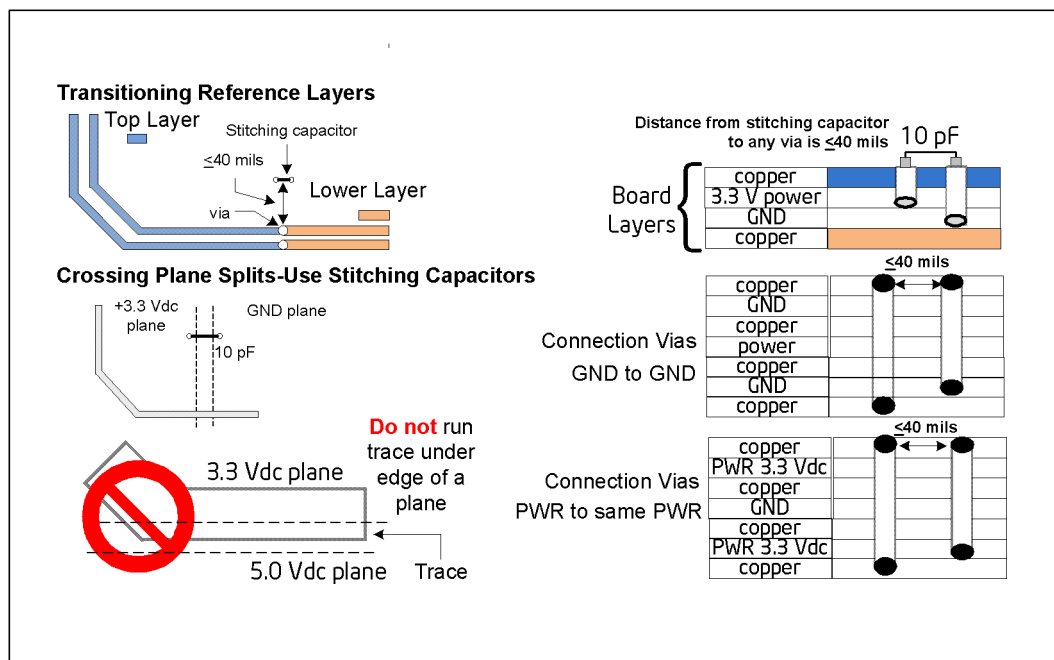 Transitioning Reference Layers
Top Layer
Stitching capacitor
≤40 mils
Lower Layer
via
Crossing Plane Splits-Use Stitching Capacitors
+3.3 Vdc
plane
GND plane
10 pF
Do not run
trace under
edge of a
plane
3.3 Vdc plane
5.0 Vdc plane
Trace
Distance from stitching capacitor
to any via is ≤40 mils
10 pF
Board
Layers
copper
3.3 V power
GND
copper
≤40 mils
Connection Vias
GND to GND
copper
GND
copper
power
copper
GND
copper
≤40 mils
Connection Vias
PWR to same PWR
copper
PWR 3.3 Vdc
copper
GND
copper
PWR 3.3 Vdc
copper